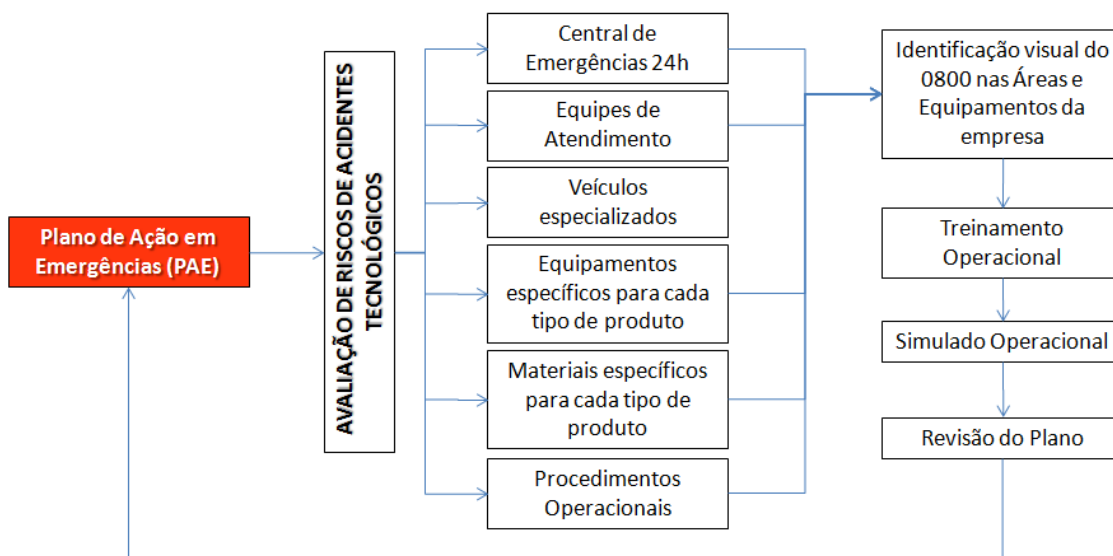 Plano de Ação em
Emergências (PAE)
AVALIAÇÃO DE RISCOS DE ACIDENTES
TECNOLÓGICOS
Central de
Emergências 24h
Equipes de
Atendimento
Veículos
especializados
Equipamentos
específicos para cada
tipo de produto
Materiais específicos
para cada tipo de
produto
Procedimentos
Operacionais
Identificação visual do
0800 nas Áreas e
Equipamentos da
empresa
Treinamento
Operacional
Simulado Operacional
Revisão do Plano